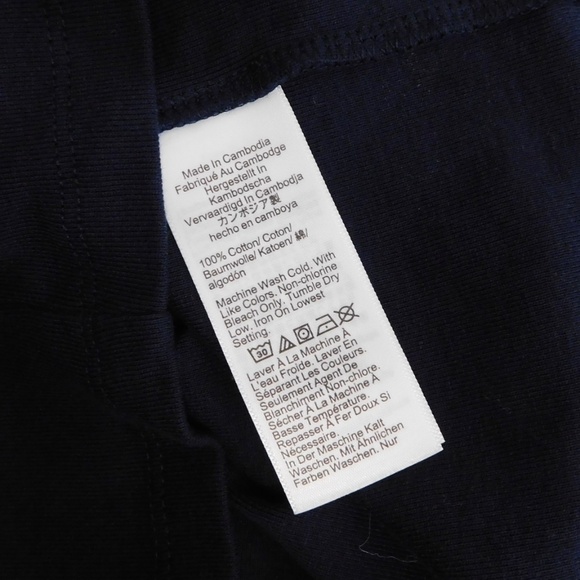 Made In Cambodia
Fabriqué Au Cambodge
Hergestellt In
Kambodscha
Vervaardigd In Cambodja
カンボジア製
hecho en camboya
100% Cotton/ Coton/
Baumwolle/ Katoen/ 綿/
algodón
Machine Wash Cold. With
Like Colors. Non-chlorine
Bleach Only. Tumble Dry
Low. Iron On Lowest
Setting.
30
Laver À La Machine À
L'eau Froide. Laver En
Séparant Les Couleurs.
Seulement Agent De
Blanchiment Non-chlore.
Sécher À La Machine À
Basse Température.
Repasser À Fer Doux Si
Nécessaire.
In Der Maschine Kalt
Waschen. Mit Ähnlichen
Farben Waschen. Nur